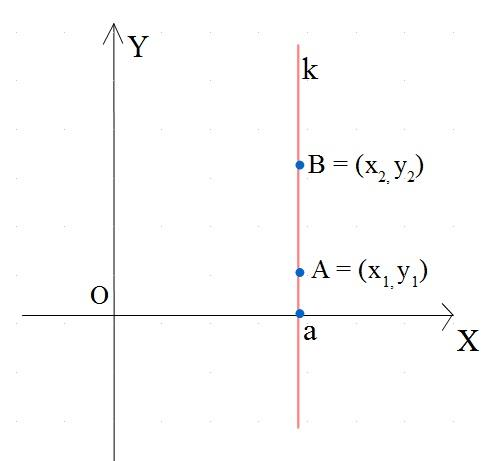 Y
k
B = (x₂, y₂)
A = (x₁, y₁)
O
a
X